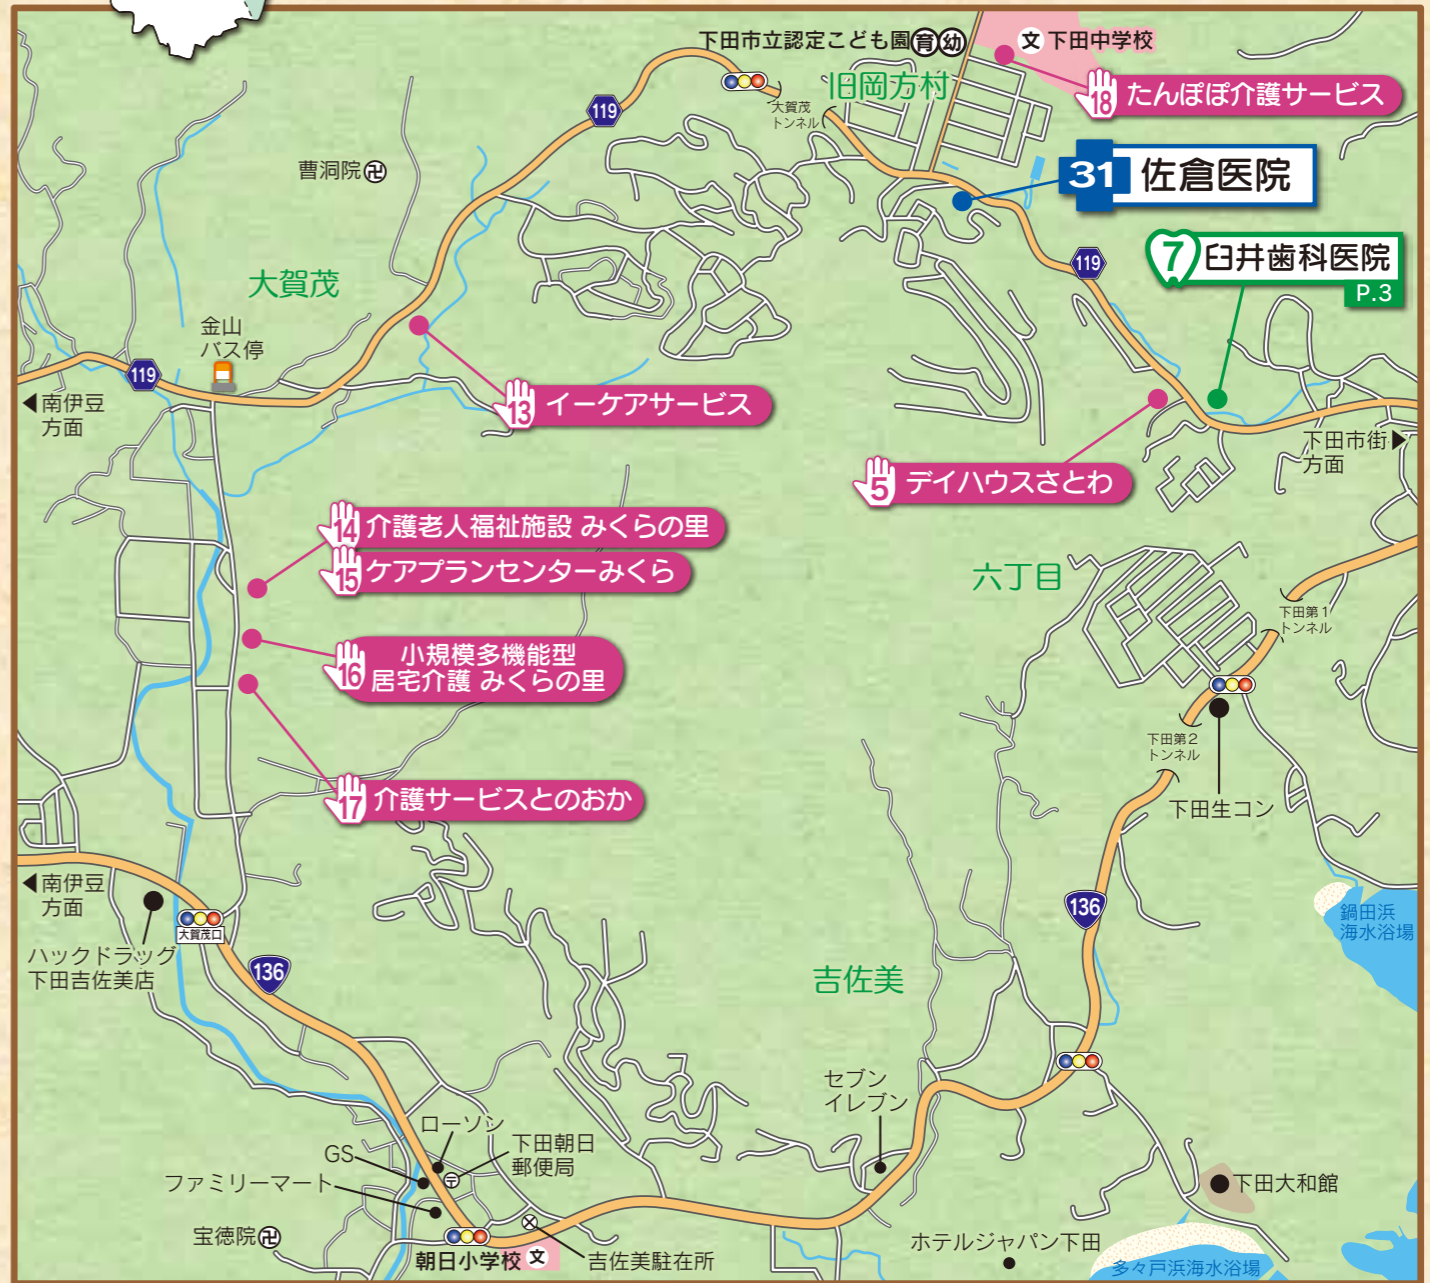 下田市立認定こども園 育 幼
文 下田中学校
旧岡方村
大賀茂
トンネル
18 たんぽぽ介護サービス
119
31 佐倉医院
曹洞院
119
7 臼井歯科医院
P.3
大賀茂
金山
バス停
119
南伊豆
方面
13 イーケアサービス
下田市街
方面
5 デイハウスさとわ
14 介護老人福祉施設 みくらの里
15 ケアプランセンターみくら
六丁目
下田第1
トンネル
16 小規模多機能型
居宅介護 みくらの里
下田第2
トンネル
17 介護サービスとのおか
下田生コン
南伊豆
方面
136
鍋田浜
海水浴場
大賀茂口
ハックドラッグ
下田吉佐美店
136
吉佐美
セブン
イレブン
ローソン
GS
下田朝日
郵便局
ファミリーマート
下田大和館
宝徳院
朝日小学校 文
吉佐美駐在所
ホテルジャパン下田
多々戸浜海水浴場